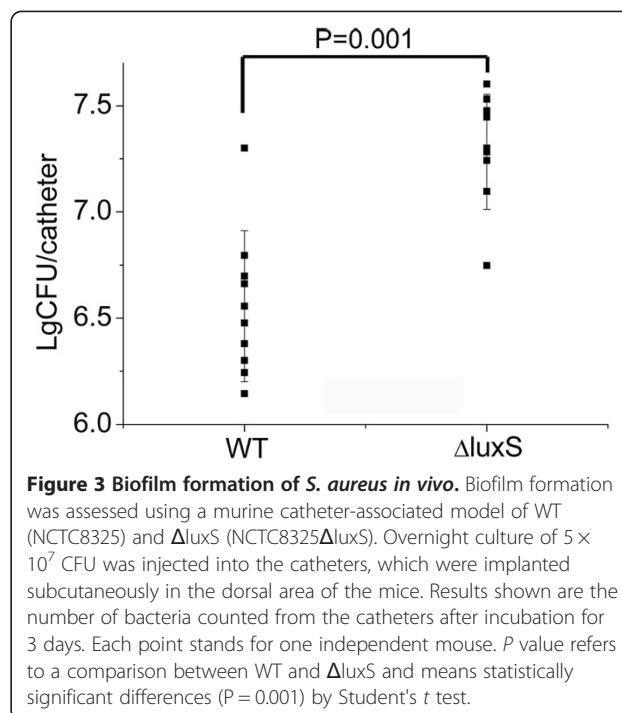 P=0.001
7.5
7.0
6.5
6.0
LgCFU/catheter
WT ΔluxS
Figure 3 Biofilm formation of S. aureus in vivo. Biofilm formation
was assessed using a murine catheter-associated model of WT
(NCTC8325) and ΔluxS (NCTC8325ΔluxS). Overnight culture of 5 ×
10⁷ CFU was injected into the catheters, which were implanted
subcutaneously in the dorsal area of the mice. Results shown are the
number of bacteria counted from the catheters after incubation for
3 days. Each point stands for one independent mouse. P value refers
to a comparison between WT and ΔluxS and means statistically
significant differences (P = 0.001) by Student's t test.